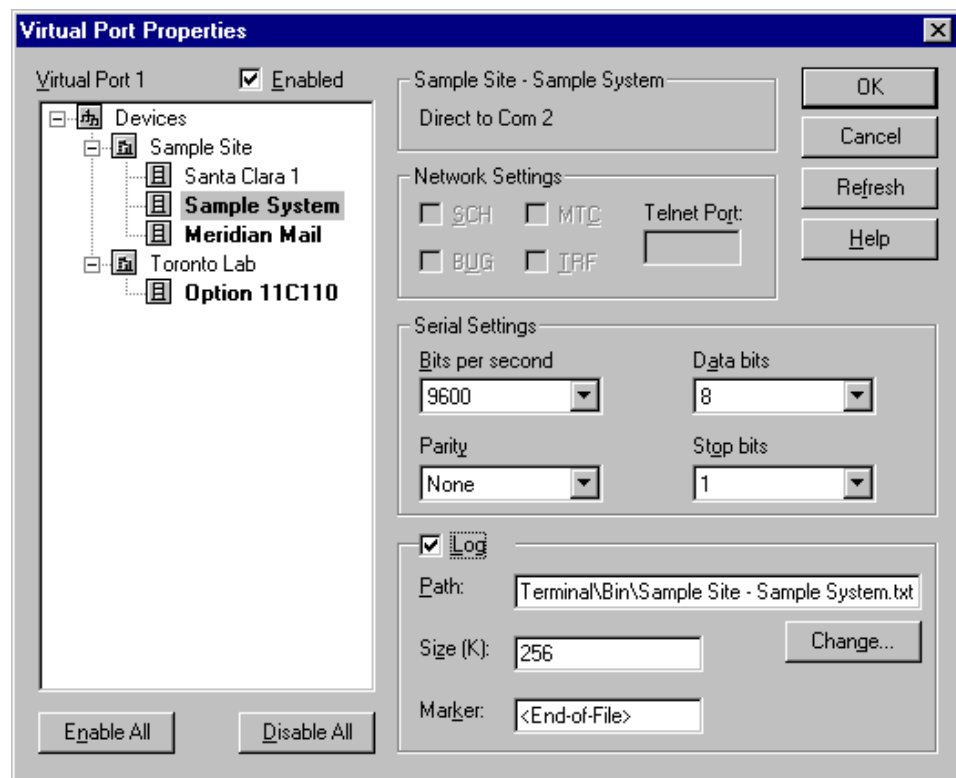 Virtual Port Properties
Virtual Port 1
Enabled
Devices
Sample Site
Santa Clara 1
Sample System
Meridian Mail
Toronto Lab
Option 11C110
Enable All
Disable All
Sample Site - Sample System
Direct to Com 2
Network Settings
SCH
MTC
Telnet Port:
BUG
TRF
Serial Settings
Bits per second
Data bits
9600
8
Parity
Stop bits
None
1
Log
Path:
Terminal\Bin\Sample Site - Sample System.txt
Size (K):
256
Change...
Marker:
<End-of-File>
OK
Cancel
Refresh
Help